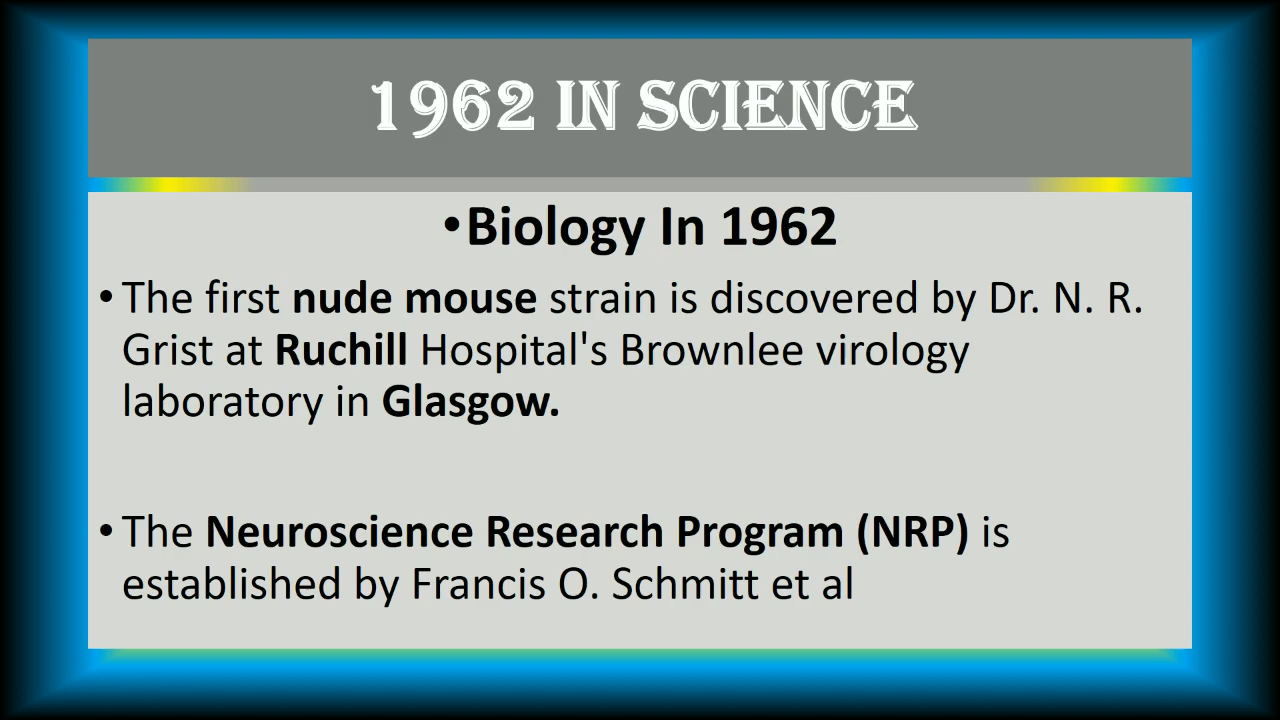 1962 IN SCIENCE
•Biology In 1962
• The first nude mouse strain is discovered by Dr. N. R.
Grist at Ruchill Hospital's Brownlee virology
laboratory in Glasgow.
• The Neuroscience Research Program (NRP) is
established by Francis O. Schmitt et al